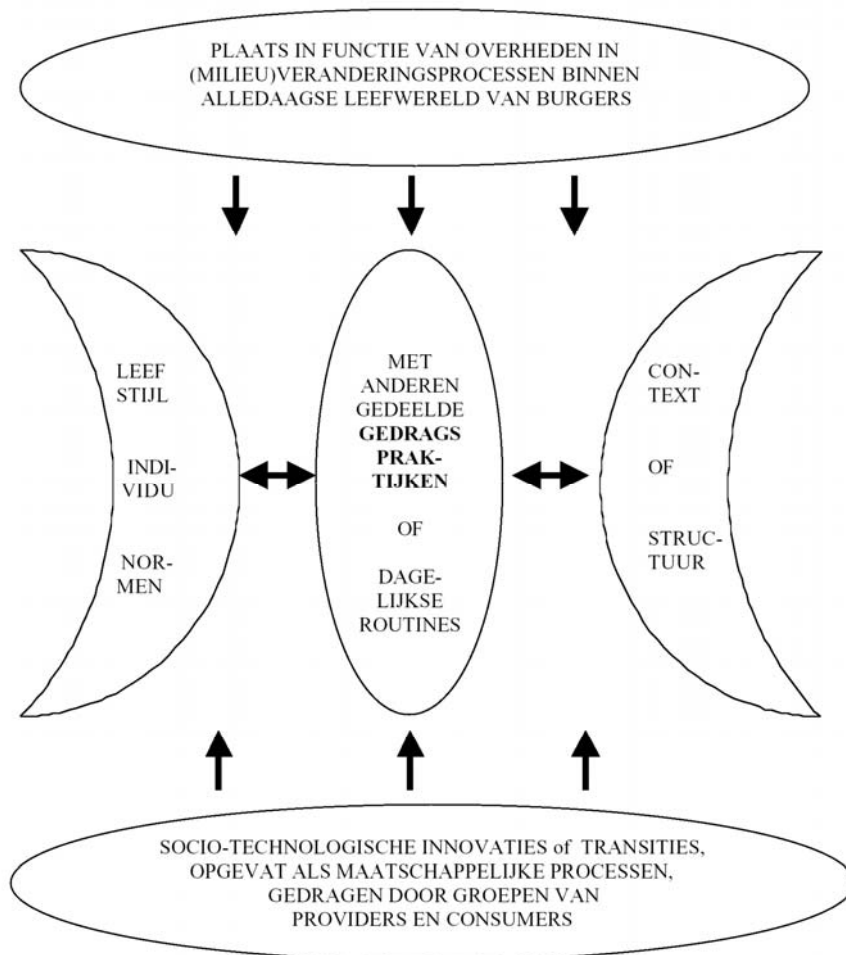 PLAATS IN FUNCTIE VAN OVERHEDEN IN
(MILIEU)VERANDERINGSPROCESSEN BINNEN
ALLEDAAGSE LEEFWERELD VAN BURGERS
LEEF
STIJL
INDI-
VIDU
NOR-
MEN
MET
ANDEREN
GEDEELDE
GEDRAGS
PRAK-
TIJKEN
OF
DAGE-
LIJKSE
ROUTINES
CON-
TEXT
OF
STRUC-
TUUR
SOCIO-TECHNOLOGISCHE INNOVATIES of TRANSITIES,
OPGEVAT ALS MAATSCHAPPELIJKE PROCESSEN,
GEDRAGEN DOOR GROEPEN VAN
PROVIDERS EN CONSUMERS